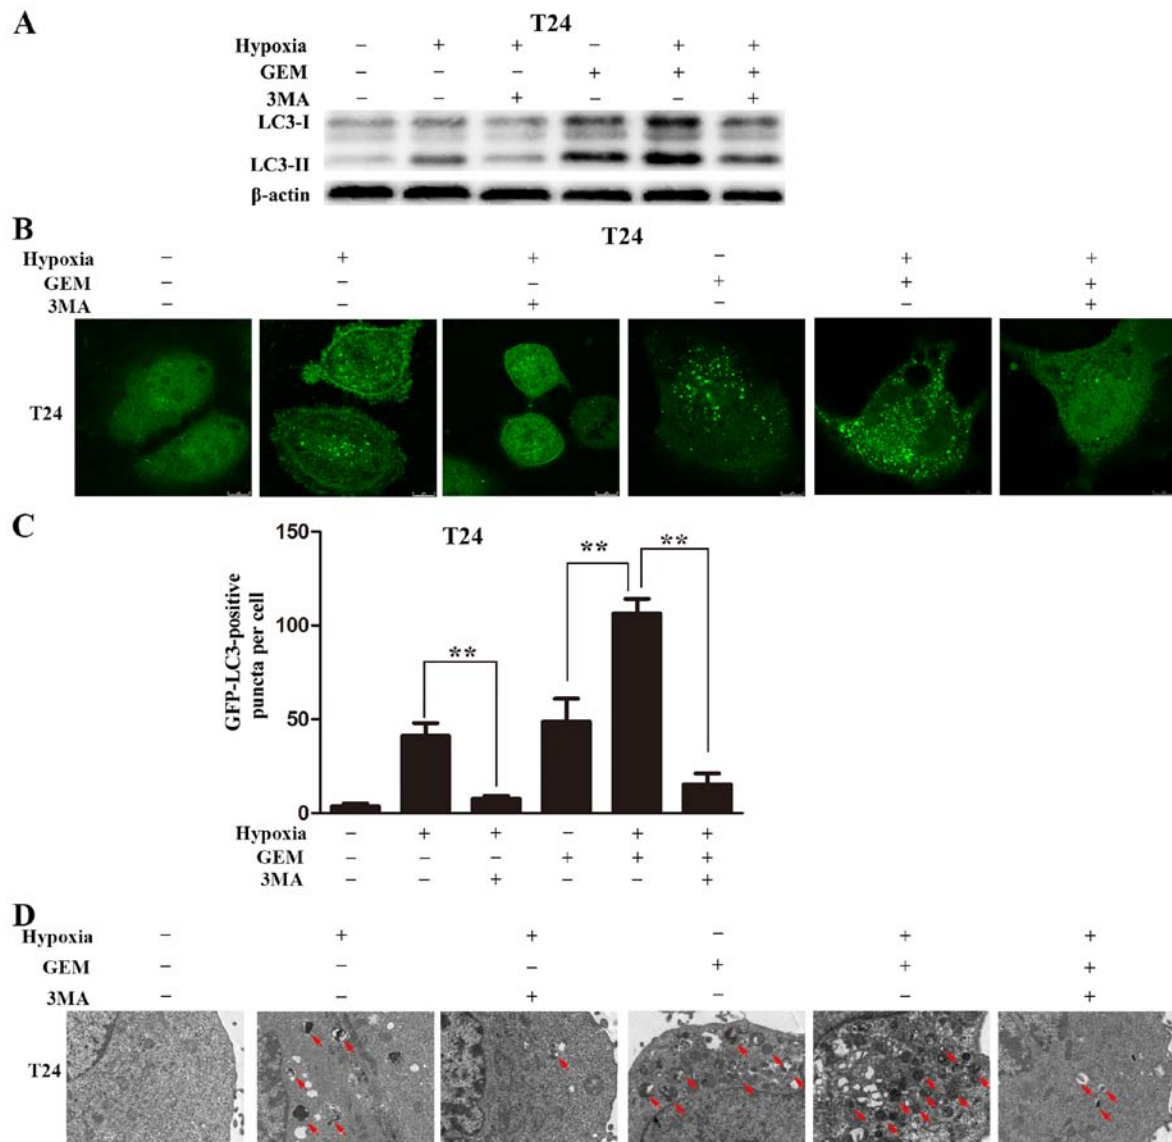 A
T24
Hypoxia – + + – + +
GEM – – – + + +
3MA – – + – – +
LC3-I
LC3-II
β-actin
B
T24
Hypoxia – + + – + +
GEM – – – + + +
3MA – – + – – +
T24
C
T24
150
100
50
0
GFP-LC3-positive
puncta per cell
**
**
**
Hypoxia – + + – + +
GEM – – – + + +
3MA – – + – – +
D
Hypoxia – + + – + +
GEM – – – + + +
3MA – – + – – +
T24